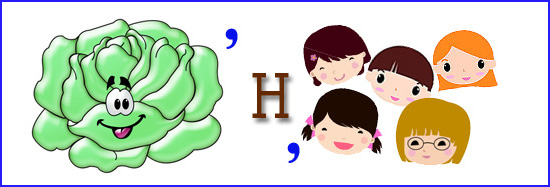 , Н ,